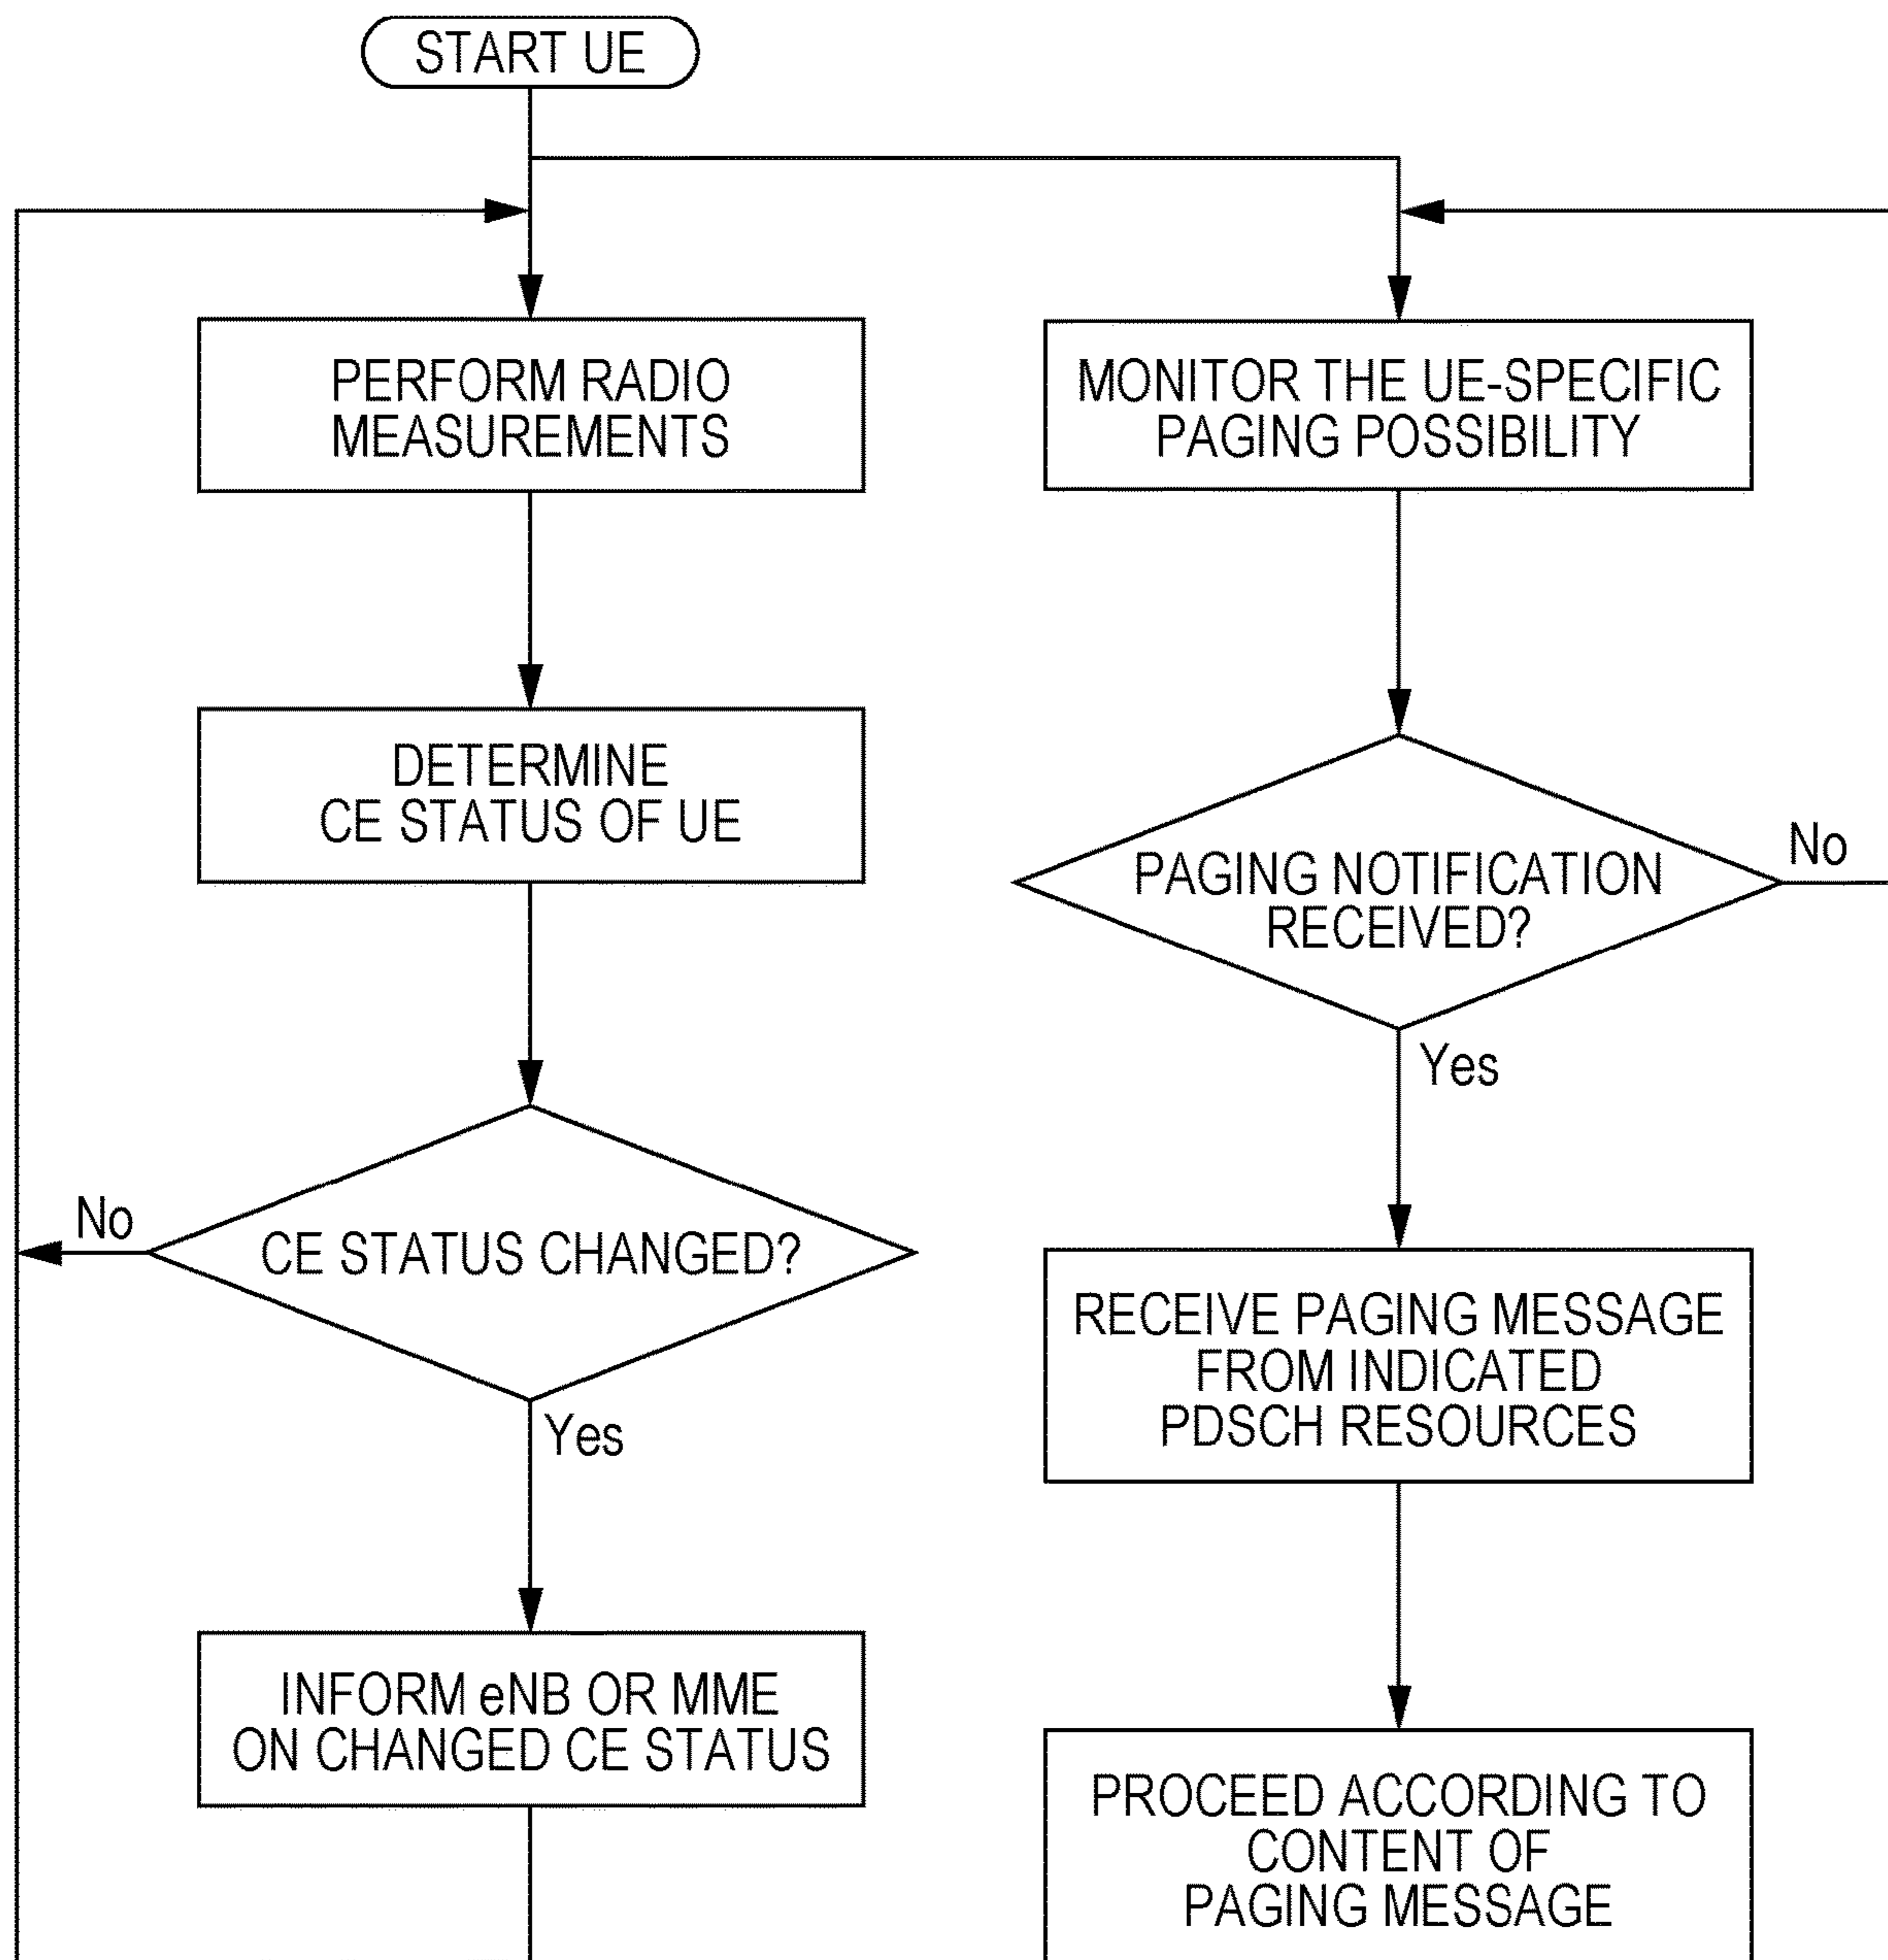 START UE
PERFORM RADIO
MEASUREMENTS
DETERMINE
CE STATUS OF UE
No
CE STATUS CHANGED?
Yes
INFORM eNB OR MME
ON CHANGED CE STATUS
MONITOR THE UE-SPECIFIC
PAGING POSSIBILITY
PAGING NOTIFICATION
RECEIVED?
No
Yes
RECEIVE PAGING MESSAGE
FROM INDICATED
PDSCH RESOURCES
PROCEED ACCORDING TO
CONTENT OF
PAGING MESSAGE